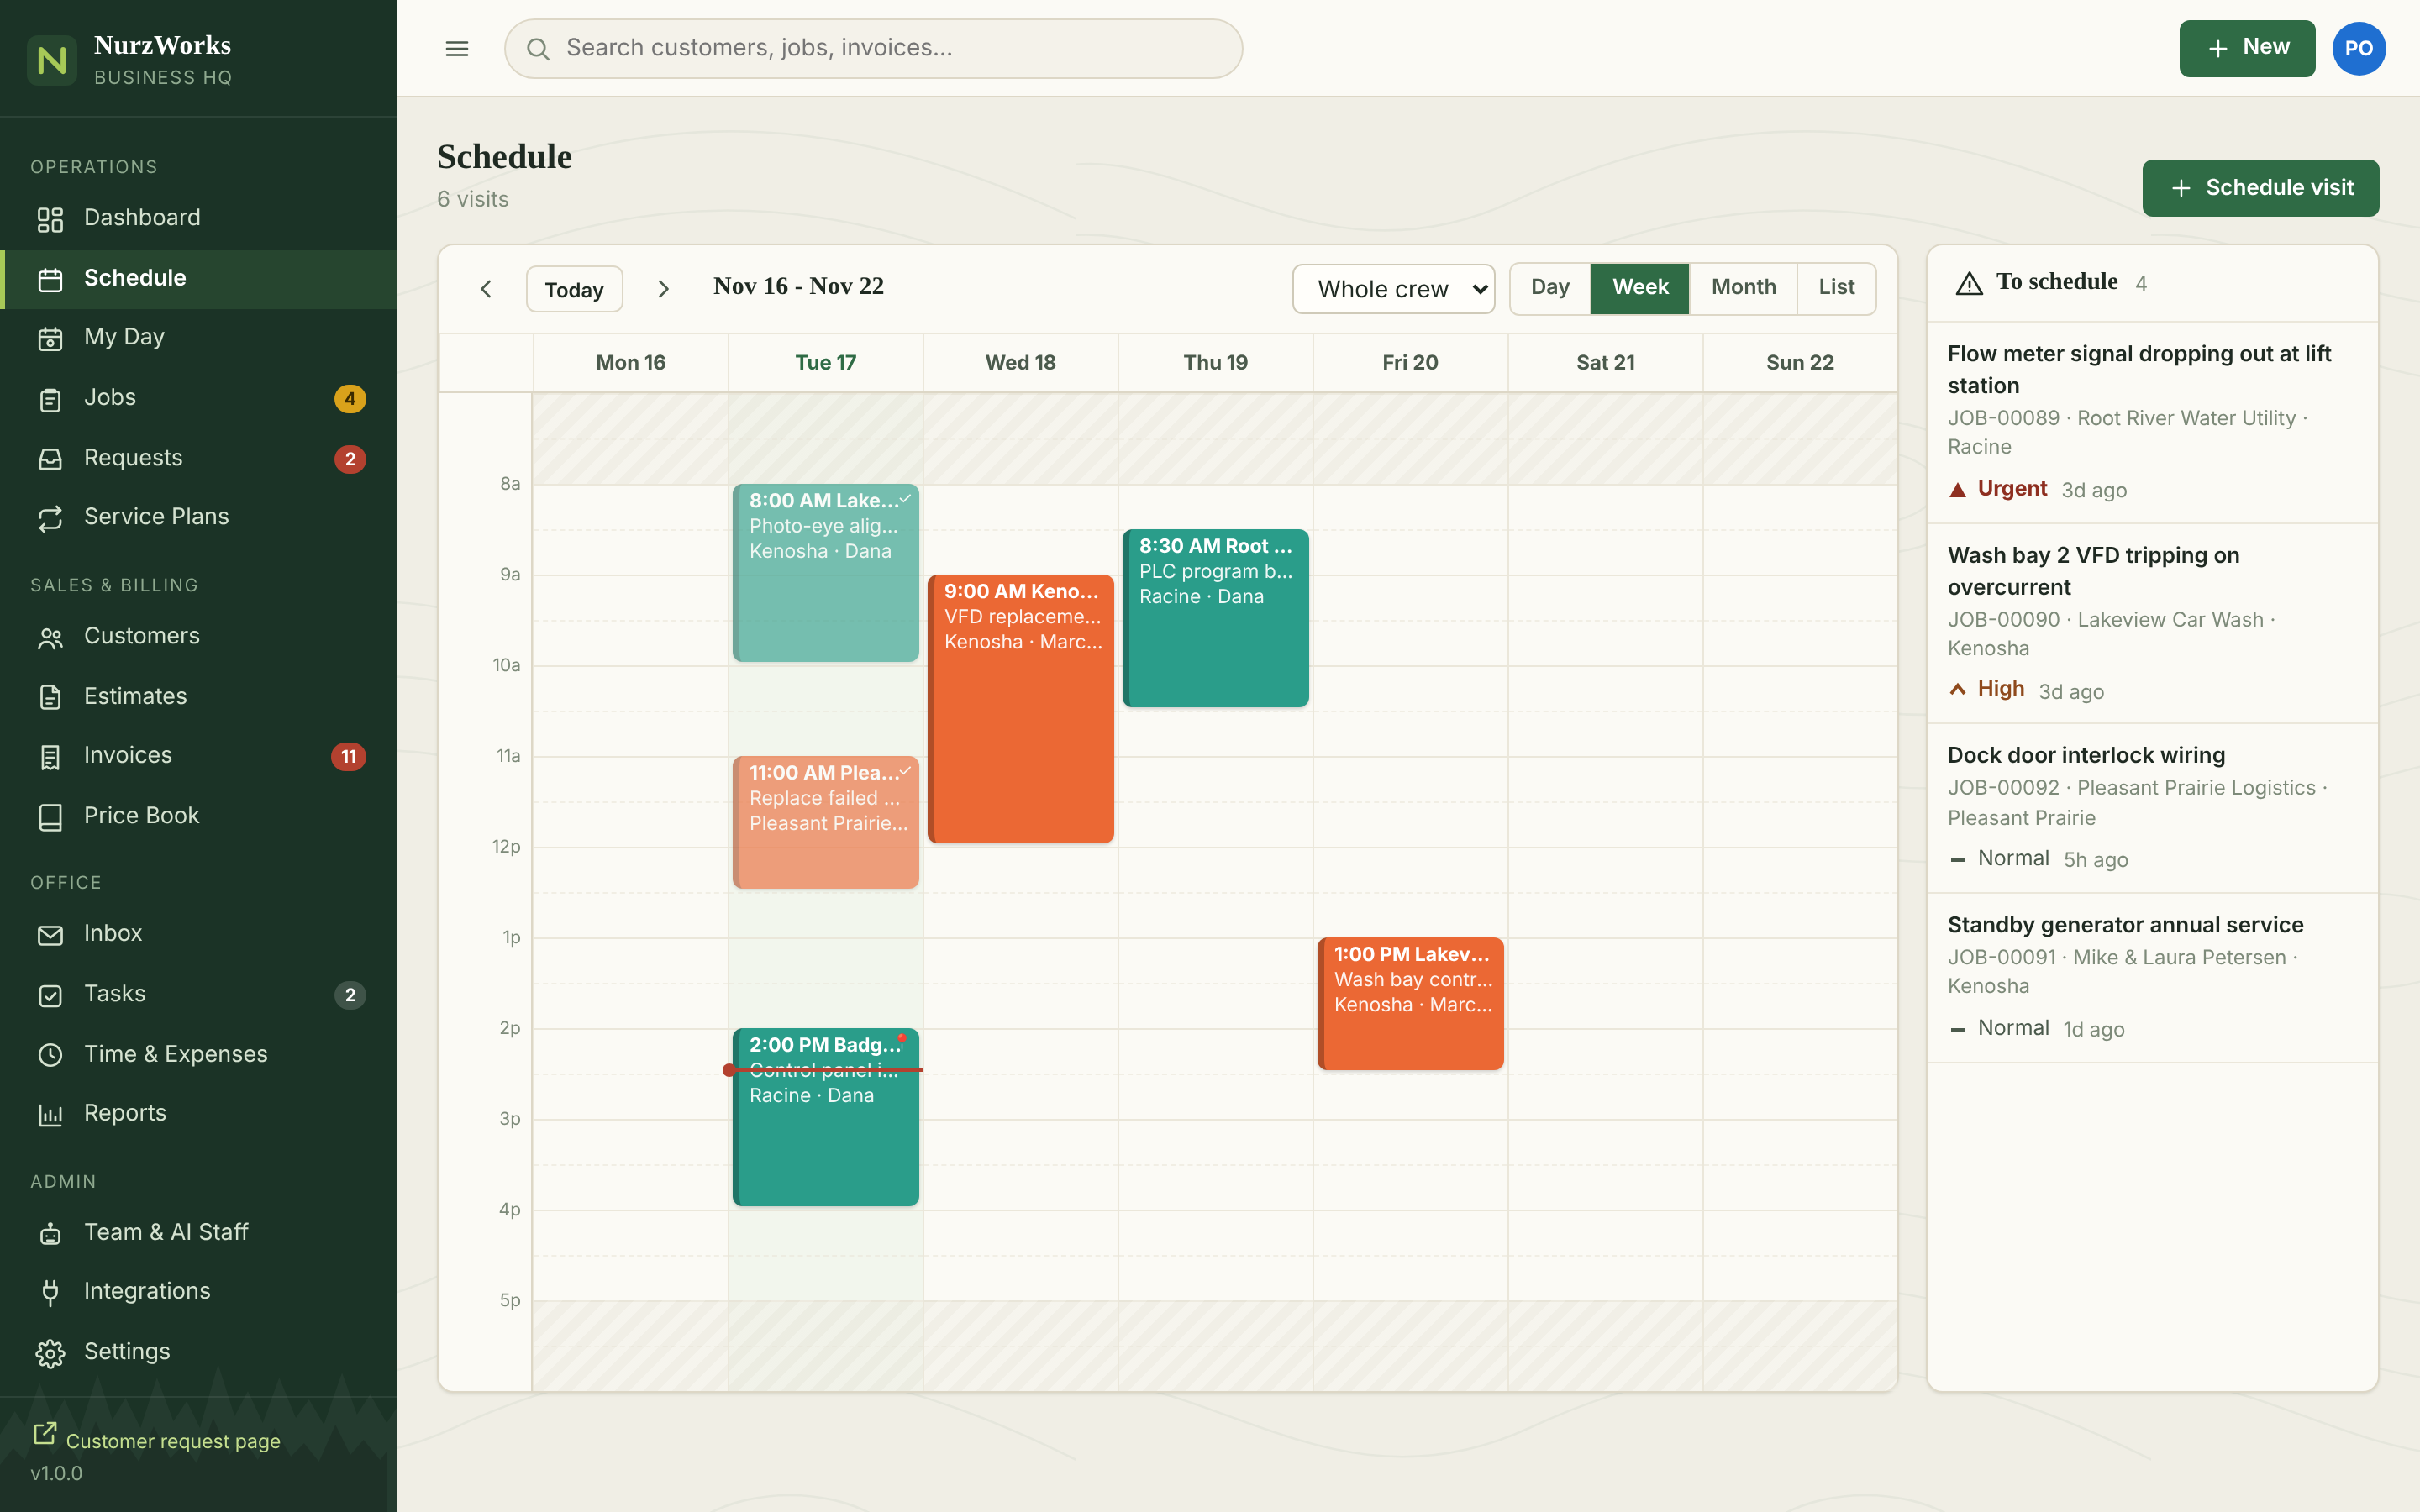 NurzWorks
BUSINESS HQ
OPERATIONS
Dashboard
Schedule
My Day
Jobs 4
Requests 2
Service Plans
SALES & BILLING
Customers
Estimates
Invoices 11
Price Book
OFFICE
Inbox
Tasks 2
Time & Expenses
Reports
ADMIN
Team & AI Staff
Integrations
Settings
Customer request page
v1.0.0
Search customers, jobs, invoices...
New
PO
Schedule
6 visits
Schedule visit
Today
Nov 16 - Nov 22
Whole crew
Day Week Month List
Mon 16 Tue 17 Wed 18 Thu 19 Fri 20 Sat 21 Sun 22
8a
9a
10a
11a
12p
1p
2p
3p
4p
5p
8:00 AM Lake...
Photo-eye alig...
Kenosha · Dana
11:00 AM Plea...
Replace failed ...
Pleasant Prairie...
2:00 PM Badg...
Control panel i...
Racine · Dana
9:00 AM Keno...
VFD replaceme...
Kenosha · Marc...
8:30 AM Root ...
PLC program b...
Racine · Dana
1:00 PM Lakev...
Wash bay contr...
Kenosha · Marc...
To schedule 4
Flow meter signal dropping out at lift
station
JOB-00089 · Root River Water Utility ·
Racine
Urgent 3d ago
Wash bay 2 VFD tripping on
overcurrent
JOB-00090 · Lakeview Car Wash ·
Kenosha
High 3d ago
Dock door interlock wiring
JOB-00092 · Pleasant Prairie Logistics ·
Pleasant Prairie
Normal 5h ago
Standby generator annual service
JOB-00091 · Mike & Laura Petersen ·
Kenosha
Normal 1d ago